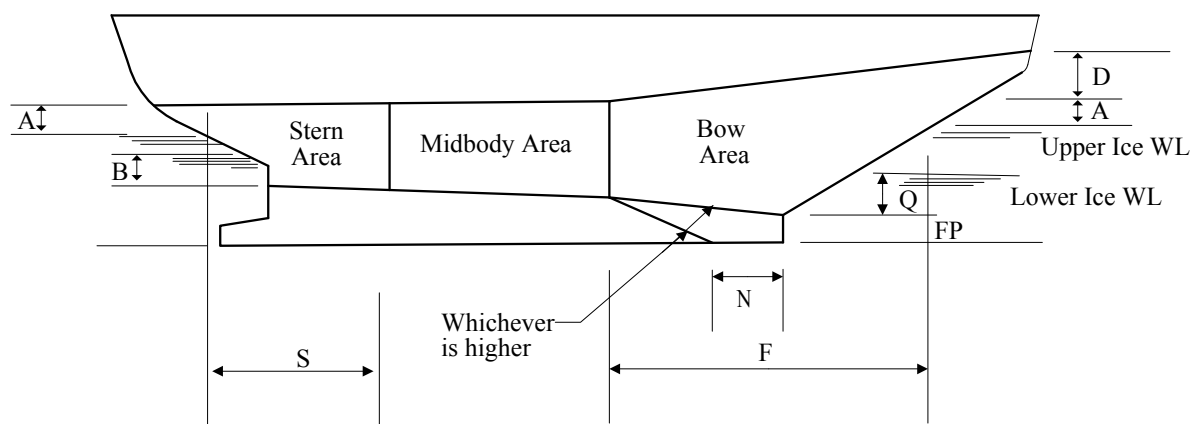 D
A
A
Stern
Area
Midbody Area
Bow
Area
Upper Ice WL
B
Q
Lower Ice WL
FP
N
Whichever
is higher
S
F